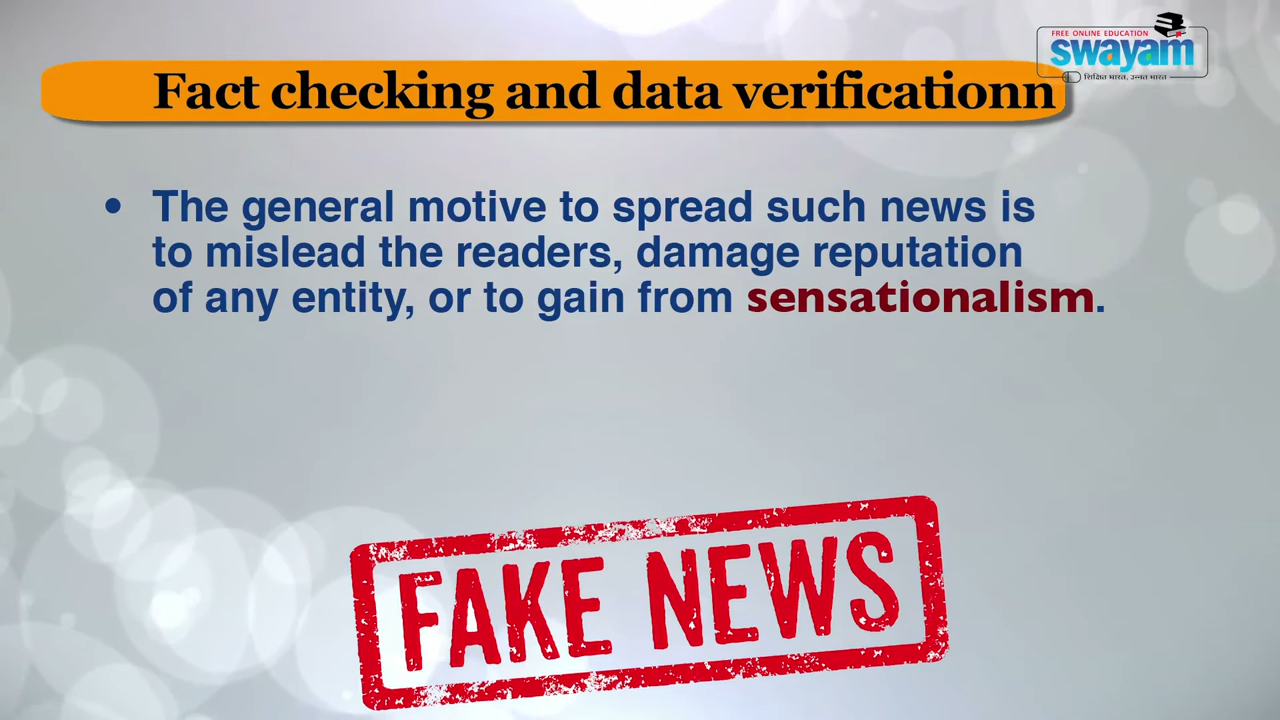 FREE ONLINE EDUCATION
swayam
शिक्षित भारत, उन्नत भारत
Fact checking and data verificationn
• The general motive to spread such news is
to mislead the readers, damage reputation
of any entity, or to gain from sensationalism.
FAKE NEWS